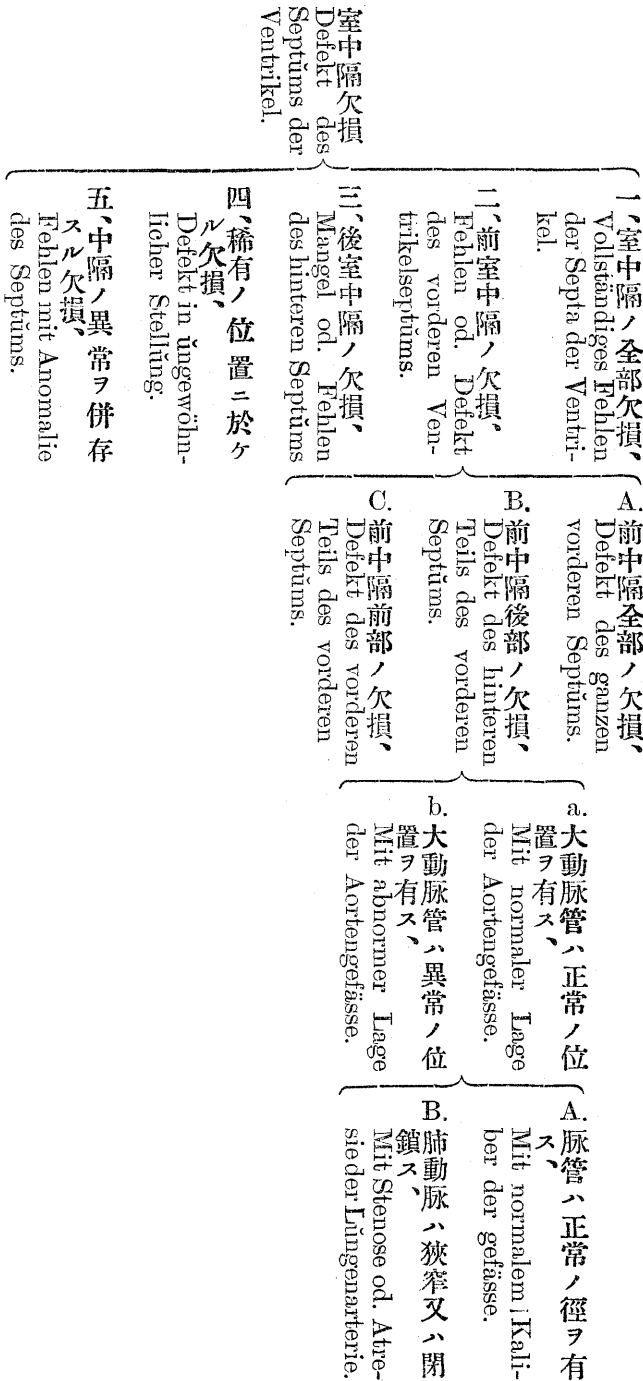 室中隔欠損
Defekt des
Septŭms der
Ventrikel.
一、室中隔ノ全部欠損、
Vollständiges Fehlen
der Septa der Ventri-
kel.
二、前室中隔ノ欠損、
Fehlen od. Defekt
des vorderen Ven-
trikelseptŭms.
三、後室中隔ノ欠損、
Mangel od. Fehlen
des hinteren Septŭms
四、稀有ノ位置ニ於ケ
ル欠損、
Defekt in ŭngewöhn-
licher Stellŭng.
五、中隔ノ異常ヲ併存
スル欠損、
Fehlen mit Anomalie
des Septŭms.
A. 前中隔全部ノ欠損、
Defekt des ganzen
vorderen Septŭms.
B. 前中隔後部ノ欠損、
Defekt des hinteren
Teils des vorderen
Septŭms.
C. 前中隔前部ノ欠損、
Defekt des vorderen
Teils des vorderen
Septŭms.
a. 大動脈管ハ正常ノ位
置ヲ有ス、
Mit normaler Lage
der Aortengefässe.
b. 大動脈管ハ異常ノ位
置ヲ有ス、
Mit abnormer Lage
der Aortengefässe.
A. 脈管ハ正常ノ徑ヲ有
ス、
Mit normalem Kali-
ber der gefässe.
B. 肺動脈ハ狹窄又ハ閉
鎖ス、
Mit Stenose od. Atre-
sie der Lŭngenarterie.